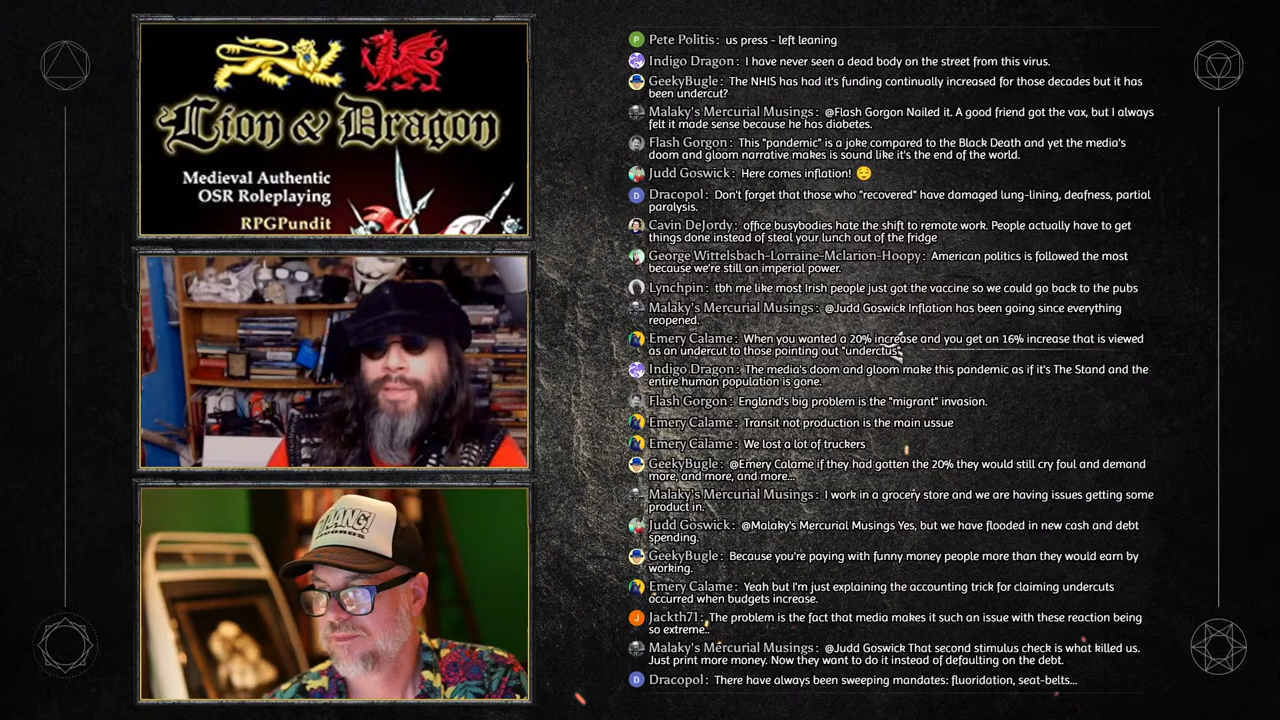 Lion & Dragon
Medieval Authentic
OSR Roleplaying
RPGPundit
RECORDS
P
Pete Politis: us press - left leaning
Indigo Dragon: I have never seen a dead body on the street from this virus.
GeekyBugle: The NHIS has had it's funding continually increased for those decades but it has
been undercut?
Malaky's Mercurial Musings: @Flash Gorgon Nailed it. A good friend got the vax, but I always
felt it made sense because he has diabetes.
Flash Gorgon: This "pandemic" is a joke compared to the Black Death and yet the media's
doom and gloom narrative makes is sound like it's the end of the world.
Judd Goswick: Here comes inflation! 😌
D
Dracopol: Don't forget that those who "recovered" have damaged lung-lining, deafness, partial
paralysis.
Cavin DeJordy: office busybodies hate the shift to remote work. People actually have to get
things done instead of steal your lunch out of the fridge
George Wittelsbach-Lorraine-Mclarion-Hoopy: American politics is followed the most
because we're still an imperial power.
Lynchpin: tbh me like most Irish people just got the vaccine so we could go back to the pubs
Malaky's Mercurial Musings: @Judd Goswick Inflation has been going since everything
reopened.
Emery Calame: When you wanted a 20% increase and you get an 16% increase that is viewed
as an undercut to those pointing out "underctus".
Indigo Dragon: The media's doom and gloom make this pandemic as if it's The Stand and the
entire human population is gone.
Flash Gorgon: England's big problem is the "migrant" invasion.
Emery Calame: Transit not production is the main ussue
Emery Calame: We lost a lot of truckers
GeekyBugle: @Emery Calame if they had gotten the 20% they would still cry foul and demand
more, and more, and more...
Malaky's Mercurial Musings: I work in a grocery store and we are having issues getting some
product in.
Judd Goswick: @Malaky's Mercurial Musings Yes, but we have flooded in new cash and debt
spending.
GeekyBugle: Because you're paying with funny money people more than they would earn by
working.
Emery Calame: Yeah but I'm just explaining the accounting trick for claiming undercuts
occurred when budgets increase.
J
Jackth71: The problem is the fact that media makes it such an issue with these reaction being
so extreme..
Malaky's Mercurial Musings: @Judd Goswick That second stimulus check is what killed us.
Just print more money. Now they want to do it instead of defaulting on the debt.
D
Dracopol: There have always been sweeping mandates: fluoridation, seat-belts...